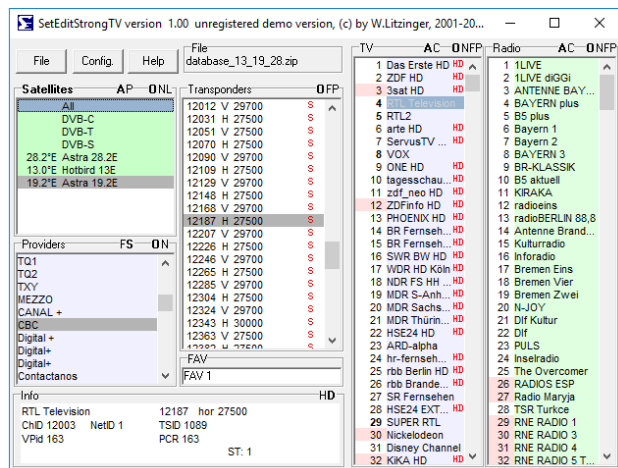 SetEditStrongTV version 1.00 unregistered demo version, (c) by W.Litzinger, 2001-20...
File
Config.
Help
File
database_13_19_28.zip
Satellites AP ONL
All
DVB-C
DVB-T
DVB-S
28.2°E Astra 28.2E
13.0°E Hotbird 13E
19.2°E Astra 19.2E
Providers FS ON
TQ1
TQ2
TXY
MEZZO
CANAL +
CBC
Digital +
Digital+
Digital+
Contactanos
Transponders OFP
12012 V 29700 S
12031 H 27500 S
12051 V 27500 S
12070 H 27500 S
12090 V 29700 S
12109 H 27500 S
12129 V 29700 S
12148 H 27500 S
12168 V 29700 S
12187 H 27500 S
12207 V 29700 S
12226 H 27500 S
12246 V 29700 S
12265 H 27500 S
12285 V 29700 S
12304 H 27500 S
12324 V 29700 S
12343 H 30000 S
12363 V 27500 S
12382 H 27500 S
FAV
FAV 1
Info HD
RTL Television 12187 hor 27500
ChID 12003 NetID 1 TSID 1089
VPid 163 PCR 163
ST: 1
TV AC ONFP
1 Das Erste HD HD
2 ZDF HD HD
3 3sat HD HD
4 RTL Television
5 RTL2
6 arte HD HD
7 ServusTV ... HD
8 VOX
9 ONE HD HD
10 tagesschau... HD
11 zdf_neo HD HD
12 ZDFinfo HD HD
13 PHOENIX HD HD
14 BR Fernseh... HD
15 BR Fernseh... HD
16 SWR BW HD HD
17 WDR HD Köln HD
18 NDR FS HH ... HD
19 MDR S-Anh... HD
20 MDR Sachs... HD
21 MDR Thürin... HD
22 HSE24 HD HD
23 ARD-alpha
24 hr-fernseh... HD
25 rbb Berlin HD HD
26 rbb Brande... HD
27 SR Fernsehen
28 HSE24 EXT... HD
29 SUPER RTL
30 Nickelodeon
31 Disney Channel
32 KiKA HD HD
Radio AC ONFP
1 1LIVE
2 1LIVE diGGi
3 ANTENNE BAY...
4 BAYERN plus
5 B5 plus
6 Bayern 1
7 Bayern 2
8 BAYERN 3
9 BR-KLASSIK
10 B5 aktuell
11 KIRAKA
12 radioeins
13 radioBERLIN 88,8
14 Antenne Brand...
15 Kulturradio
16 Inforadio
17 Bremen Eins
18 Bremen Vier
19 Bremen Zwei
20 N-JOY
21 Dlf Kultur
22 Dlf
23 PULS
24 Inselradio
25 The Overcomer
26 RADIOS ESP
27 Radio Maryja
28 TSR Turkce
29 RNE RADIO 1
30 RNE RADIO 3
31 RNE RADIO 4
32 RNE RADIO 5 T...